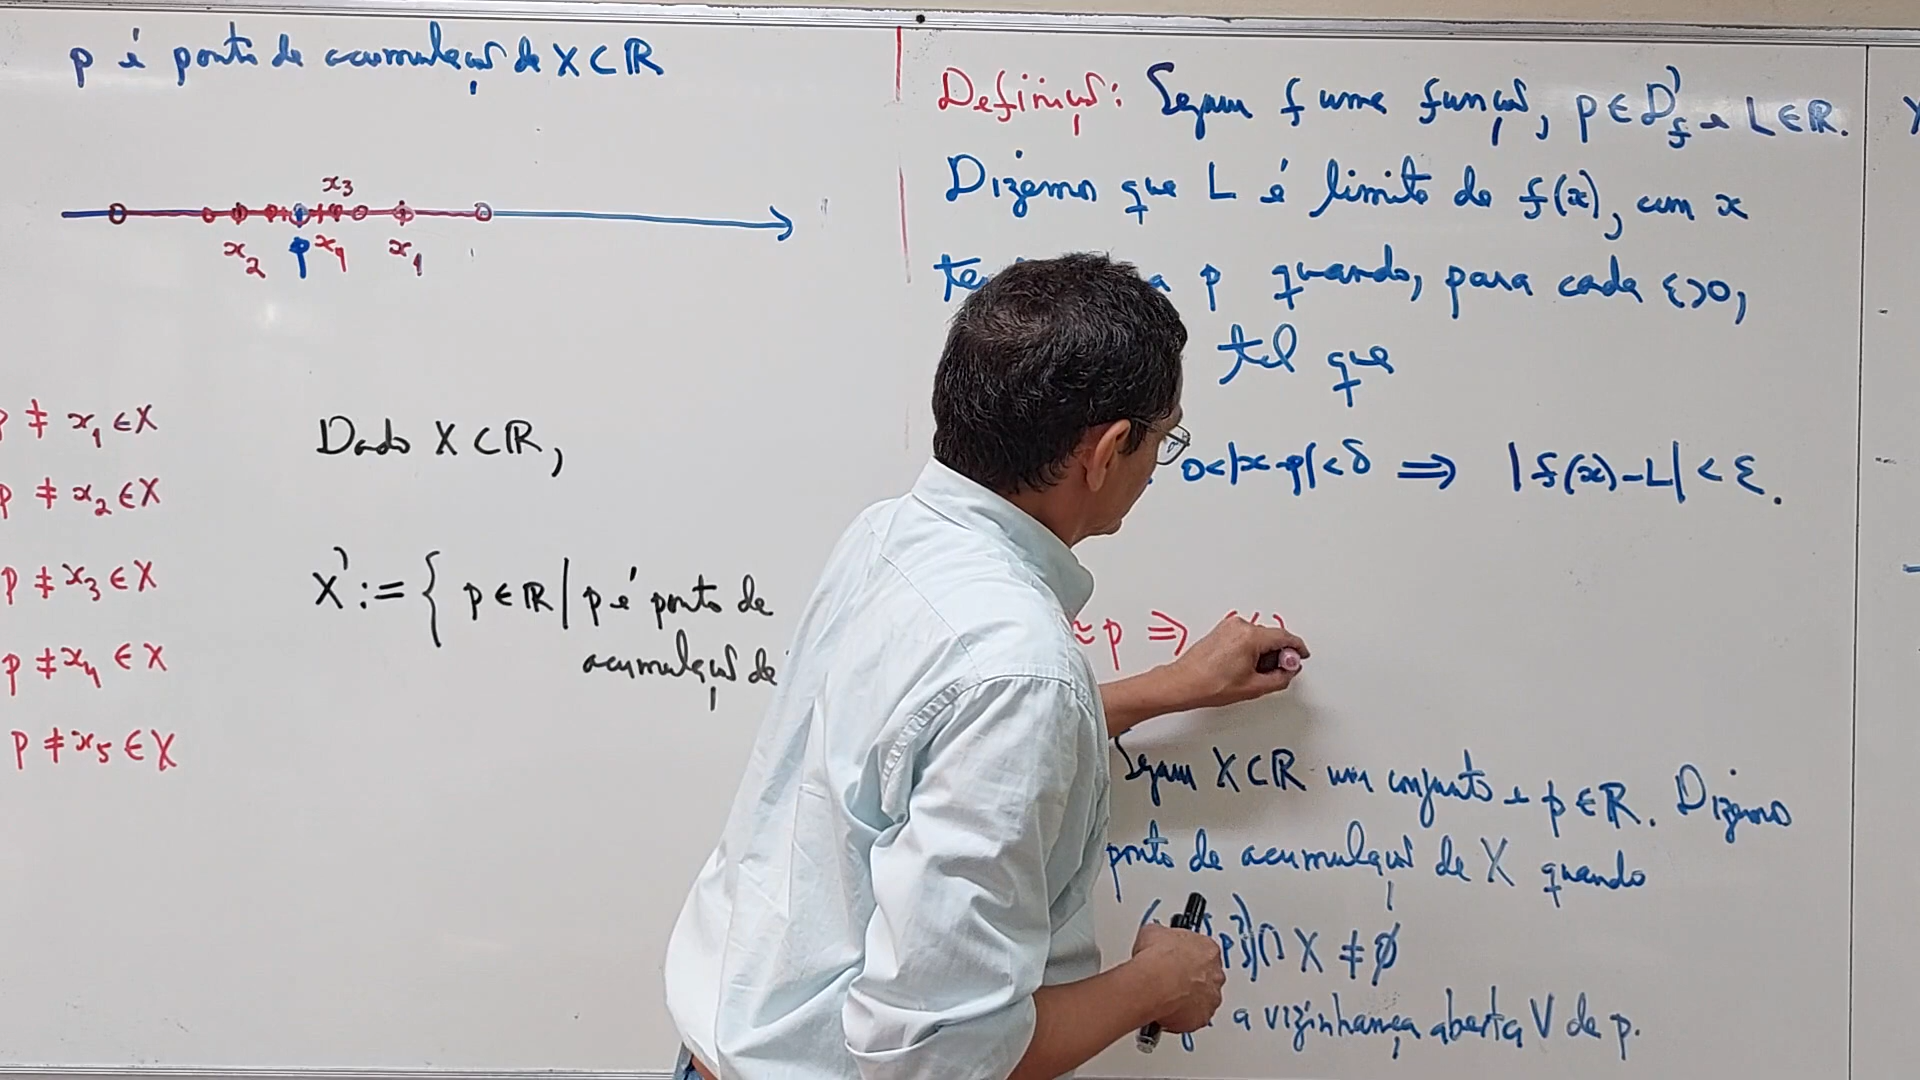 p é ponto de acumulação de X ⊂ ℝ
x₃
x₂ p x₄ x₁
p ≠ x₁ ∈ X
p ≠ x₂ ∈ X
p ≠ x₃ ∈ X
p ≠ x₄ ∈ X
p ≠ x₅ ∈ X
Dado X ⊂ ℝ,
X' := { p ∈ ℝ | p é ponto de
acumulação de
Definição: Sejam f uma função, p ∈ D'_f e L ∈ ℝ.
Dizemos que L é limite de f(x), com x
a p quando, para cada ε>0,
tal que
0<|x-p|<δ ⟹ |f(x)-L| < ε.
≈ p ⟹
Sejam X ⊂ ℝ um conjunto e p ∈ ℝ. Dizemos
ponto de acumulação de X quando
p}) ∩ X ≠ ∅
a vizinhança aberta V de p.